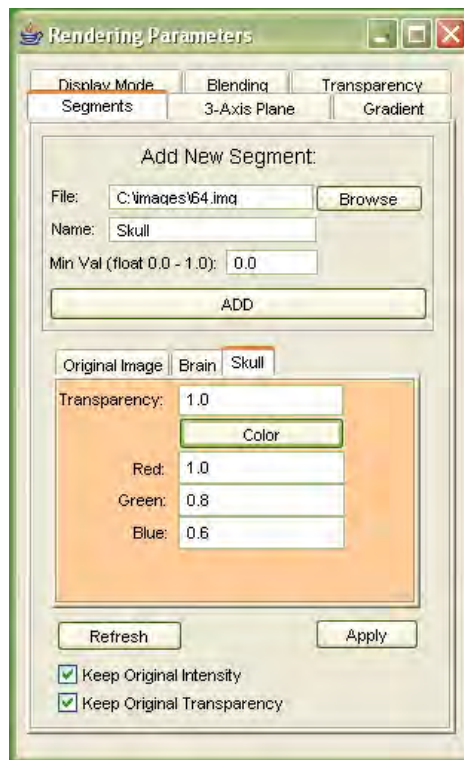 Rendering Parameters
Display Mode Blending Transparency
Segments 3-Axis Plane Gradient
Add New Segment:
File: C:\images\64.img Browse
Name: Skull
Min Val (float 0.0 - 1.0): 0.0
ADD
Original Image Brain Skull
Transparency: 1.0
Color
Red: 1.0
Green: 0.8
Blue: 0.6
Refresh Apply
Keep Original Intensity
Keep Original Transparency